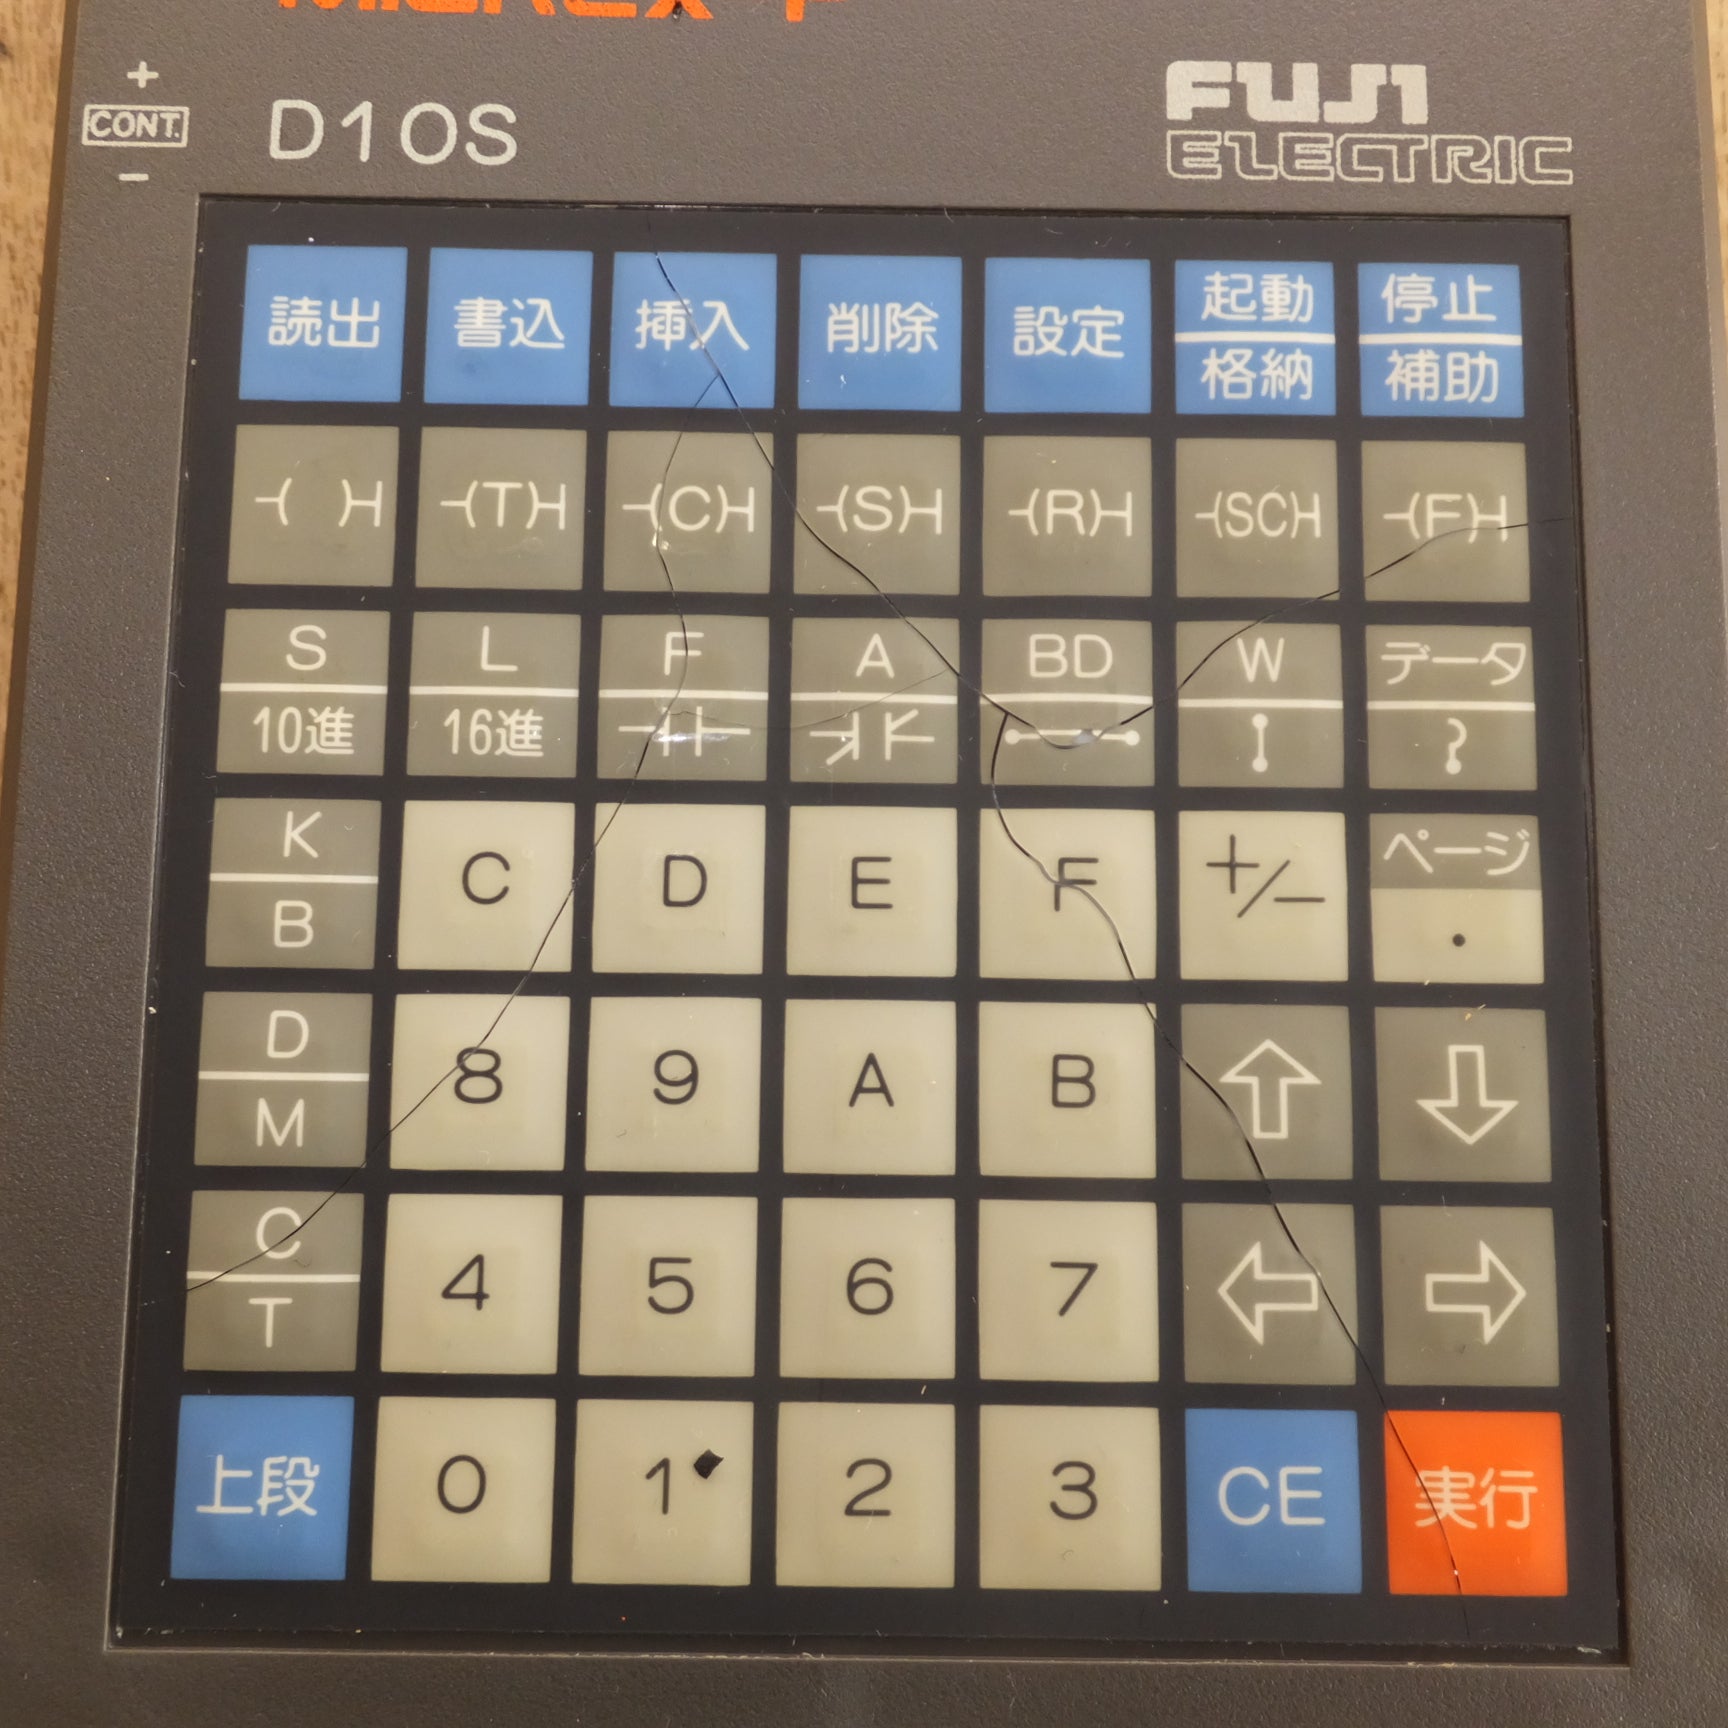 MICREX-F
+
CONT.
−
D10S
FUJI
ELECTRIC
読出 書込 挿入 削除 設定 起動 停止
格納 補助
( ) (T) (C) (S) (R) (SC) (F)
S L F A BD W データ
10進 16進
K C D E F +/− ページ
B .
D 8 9 A B ⇧ ⇩
M
C 4 5 6 7 ⇦ ⇨
T
上段 0 1 2 3 CE 実行